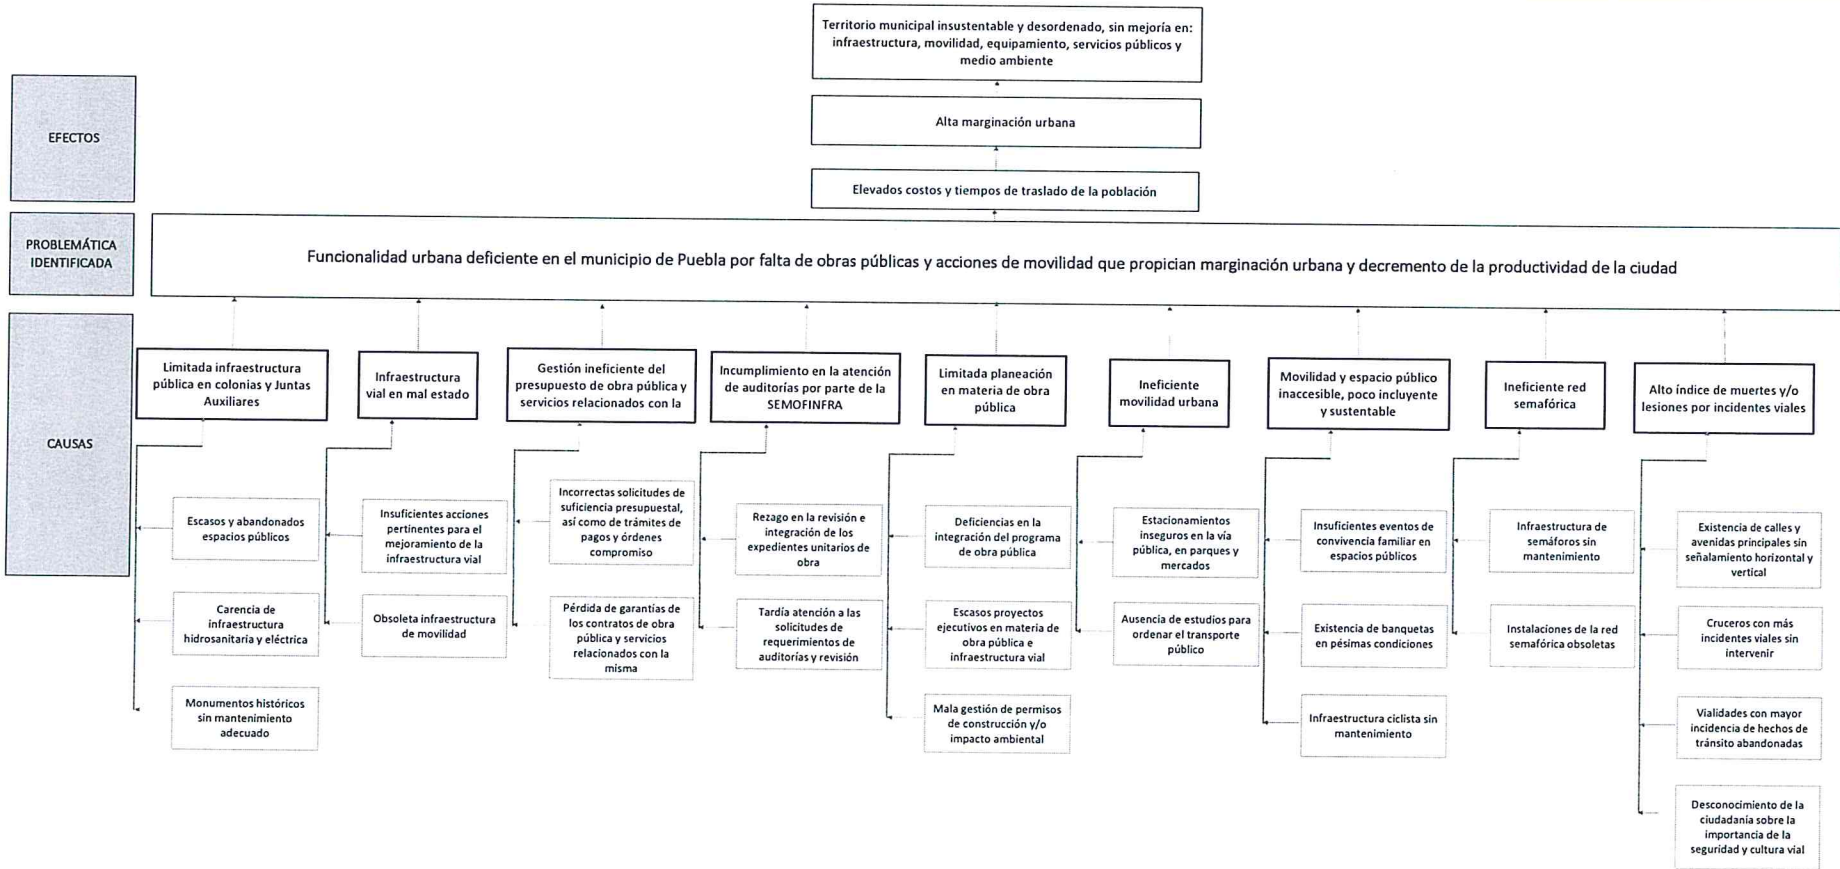 Territorio municipal insustentable y desordenado, sin mejoría en:
infraestructura, movilidad, equipamiento, servicios públicos y
medio ambiente
EFECTOS
Alta marginación urbana
Elevados costos y tiempos de traslado de la población
PROBLEMÁTICA
IDENTIFICADA
Funcionalidad urbana deficiente en el municipio de Puebla por falta de obras públicas y acciones de movilidad que propician marginación urbana y decremento de la productividad de la ciudad
CAUSAS
Limitada infraestructura
pública en colonias y Juntas
Auxiliares
Infraestructura
vial en mal estado
Gestión ineficiente del
presupuesto de obra pública y
servicios relacionados con la
Incumplimiento en la atención
de auditorías por parte de la
SEMOFINFRA
Limitada planeación
en materia de obra
pública
Ineficiente
movilidad urbana
Movilidad y espacio público
inaccesible, poco incluyente
y sustentable
Ineficiente red
semafórica
Alto índice de muertes y/o
lesiones por incidentes viales
Escasos y abandonados
espacios públicos
Carencia de
infraestructura
hidrosanitaria y eléctrica
Monumentos históricos
sin mantenimiento
adecuado
Insuficientes acciones
pertinentes para el
mejoramiento de la
infraestructura vial
Obsoleta infraestructura
de movilidad
Incorrectas solicitudes de
suficiencia presupuestal,
así como de trámites de
pagos y órdenes
compromiso
Pérdida de garantías de
los contratos de obra
pública y servicios
relacionados con la
misma
Rezago en la revisión e
integración de los
expedientes unitarios de
obra
Tardía atención a las
solicitudes de
requerimientos de
auditorías y revisión
Deficiencias en la
integración del programa
de obra pública
Escasos proyectos
ejecutivos en materia de
obra pública e
infraestructura vial
Mala gestión de permisos
de construcción y/o
impacto ambiental
Estacionamientos
inseguros en la vía
pública, en parques y
mercados
Ausencia de estudios para
ordenar el transporte
público
Insuficientes eventos de
convivencia familiar en
espacios públicos
Existencia de banquetas
en pésimas condiciones
Infraestructura ciclista sin
mantenimiento
Infraestructura de
semáforos sin
mantenimiento
Instalaciones de la red
semafórica obsoletas
Existencia de calles y
avenidas principales sin
señalamiento horizontal y
vertical
Cruceros con más
incidentes viales sin
intervenir
Vialidades con mayor
incidencia de hechos de
tránsito abandonadas
Desconocimiento de la
ciudadanía sobre la
importancia de la
seguridad y cultura vial